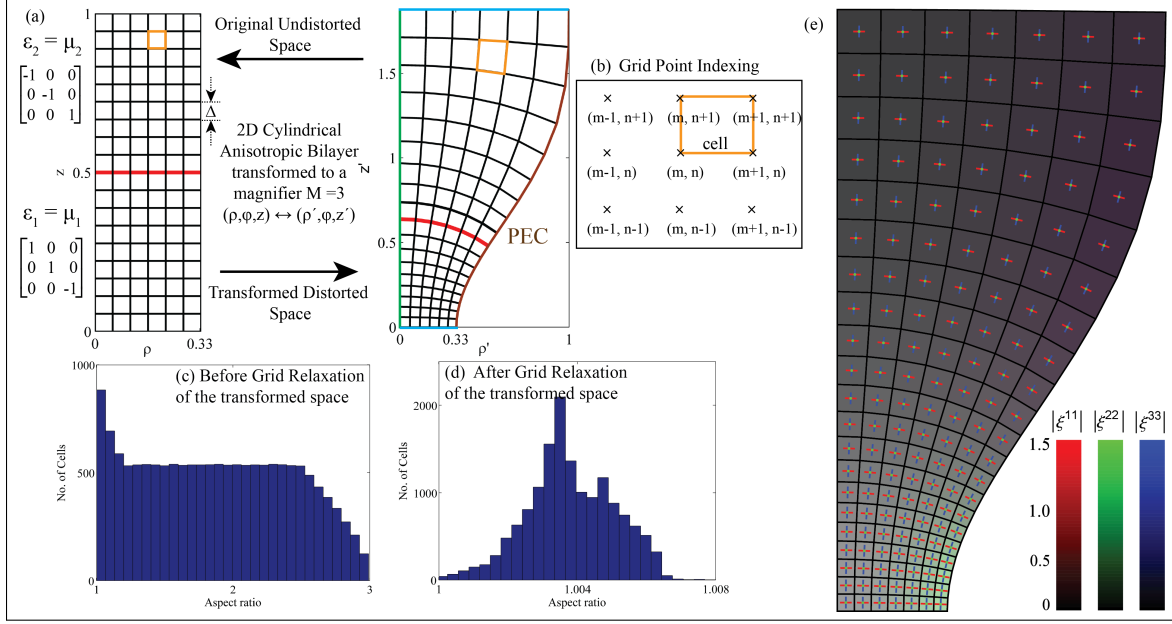 (a)
ε₂ = μ₂
-1 0 0
0 -1 0
0 0 1
ε₁ = μ₁
1 0 0
0 1 0
0 0 -1
1
z 0.5
0
0 ρ 0.33
Δ
Original Undistorted
Space
2D Cylindrical
Anisotropic Bilayer
transformed to a
magnifier M =3
(ρ,φ,z) ↔ (ρ′,φ,z′)
Transformed Distorted
Space
z'
1.5
1
0.5
0
0 0.33 ρ' 1
PEC
(b) Grid Point Indexing
(m-1, n+1) (m, n+1) (m+1, n+1)
cell
(m-1, n) (m, n) (m+1, n)
(m-1, n-1) (m, n-1) (m+1, n-1)
(c) Before Grid Relaxation
of the transformed space
No. of Cells
1000
500
0
1 2 3
Aspect ratio
(d) After Grid Relaxation
of the transformed space
No. of Cells
2000
1000
0
1 1.004 1.008
Aspect ratio
(e)
|ξ¹¹| |ξ²²| |ξ³³|
1.5
1.0
0.5
0